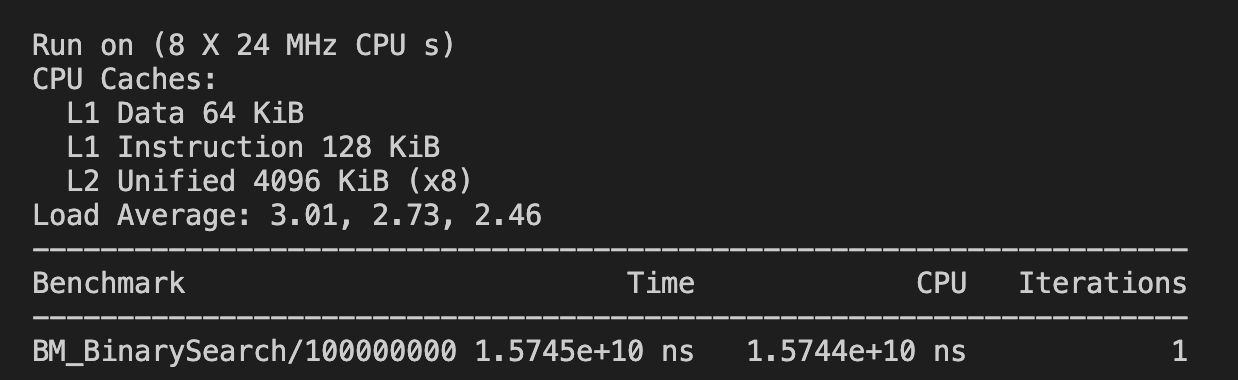 Run on (8 X 24 MHz CPU s)
CPU Caches:
  L1 Data 64 KiB
  L1 Instruction 128 KiB
  L2 Unified 4096 KiB (x8)
Load Average: 3.01, 2.73, 2.46
--------------------------------------------------------------------
Benchmark                          Time             CPU   Iterations
--------------------------------------------------------------------
BM_BinarySearch/100000000 1.5745e+10 ns   1.5744e+10 ns            1